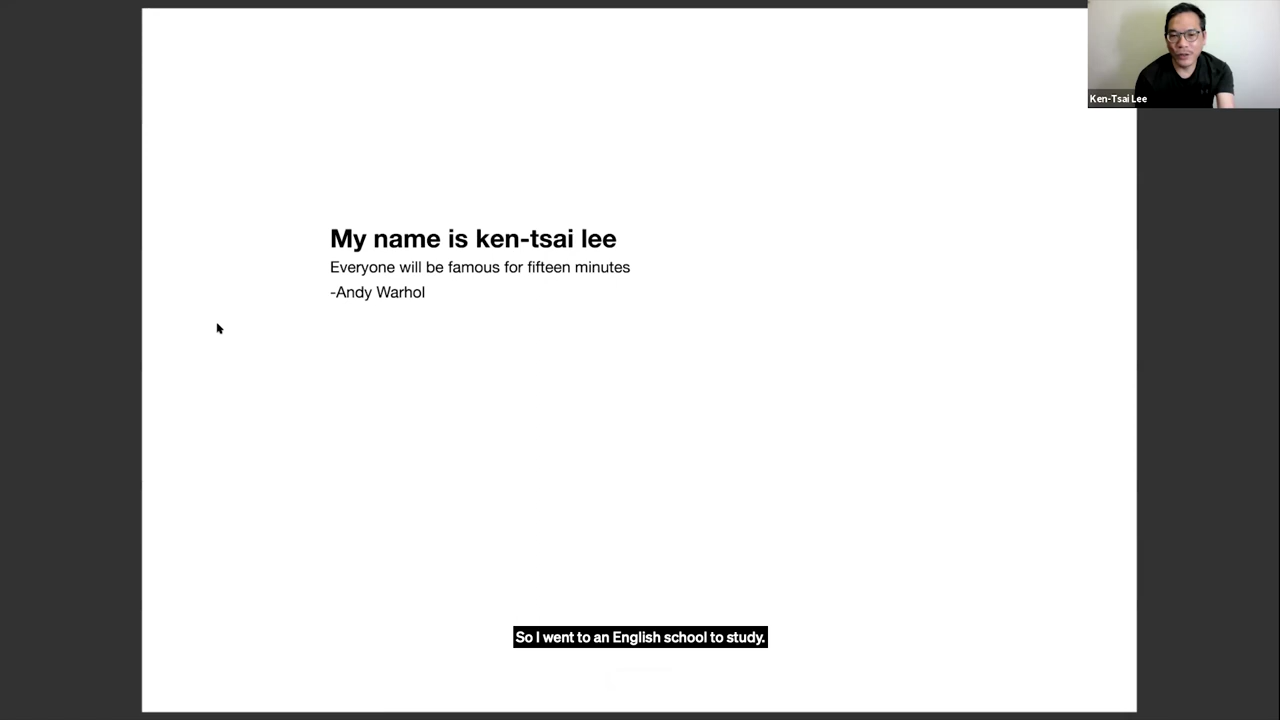 Ken-Tsai Lee
My name is ken-tsai lee
Everyone will be famous for fifteen minutes
-Andy Warhol
So I went to an English school to study.